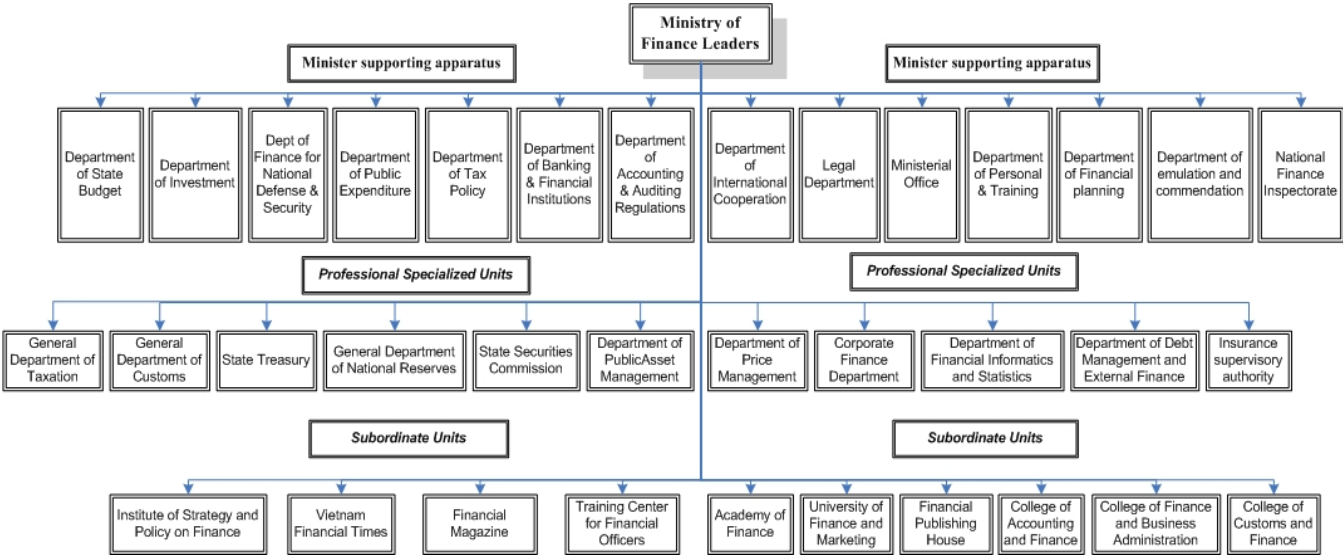 Ministry of
Finance Leaders
Minister supporting apparatus
Minister supporting apparatus
Department
of State
Budget
Department
of Investment
Dept of
Finance for
National
Defense &
Security
Department
of Public
Expenditure
Department
of Tax
Policy
Department
of Banking
& Financial
Institutions
Department
of
Accounting
& Auditing
Regulations
Department
of
International
Cooperation
Legal
Department
Ministerial
Office
Department
of Personal
& Training
Department
of Financial
planning
Department of
emulation and
commendation
National
Finance
Inspectorate
Professional Specialized Units
Professional Specialized Units
General
Department of
Taxation
General
Department of
Customs
State Treasury
General Department
of National Reserves
State Securities
Commission
Department of
PublicAsset
Management
Department of
Price
Management
Corporate
Finance
Department
Department of
Financial Informatics
and Statistics
Department of Debt
Management and
External Finance
Insurance
supervisory
authority
Subordinate Units
Subordinate Units
Institute of Strategy and
Policy on Finance
Vietnam
Financial Times
Financial
Magazine
Training Center
for Financial
Officers
Academy of
Finance
University of
Finance and
Marketing
Financial
Publishing
House
College of
Accounting
and Finance
College of Finance
and Business
Administration
College of
Customs and
Finance